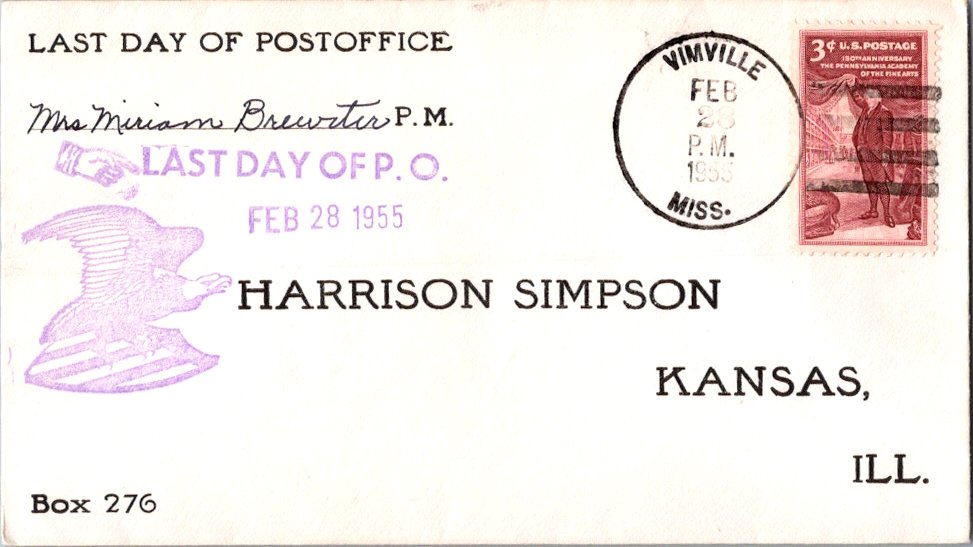 LAST DAY OF POSTOFFICE
Mrs Miriam Brewster P.M.
LAST DAY OF P.O.
FEB 28 1955
VIMVILLE
FEB
28
P.M.
1955
MISS.
3¢ U.S. POSTAGE
150TH ANNIVERSARY
THE PENNSYLVANIA ACADEMY
OF THE FINE ARTS
HARRISON SIMPSON
KANSAS,
ILL.
Box 276